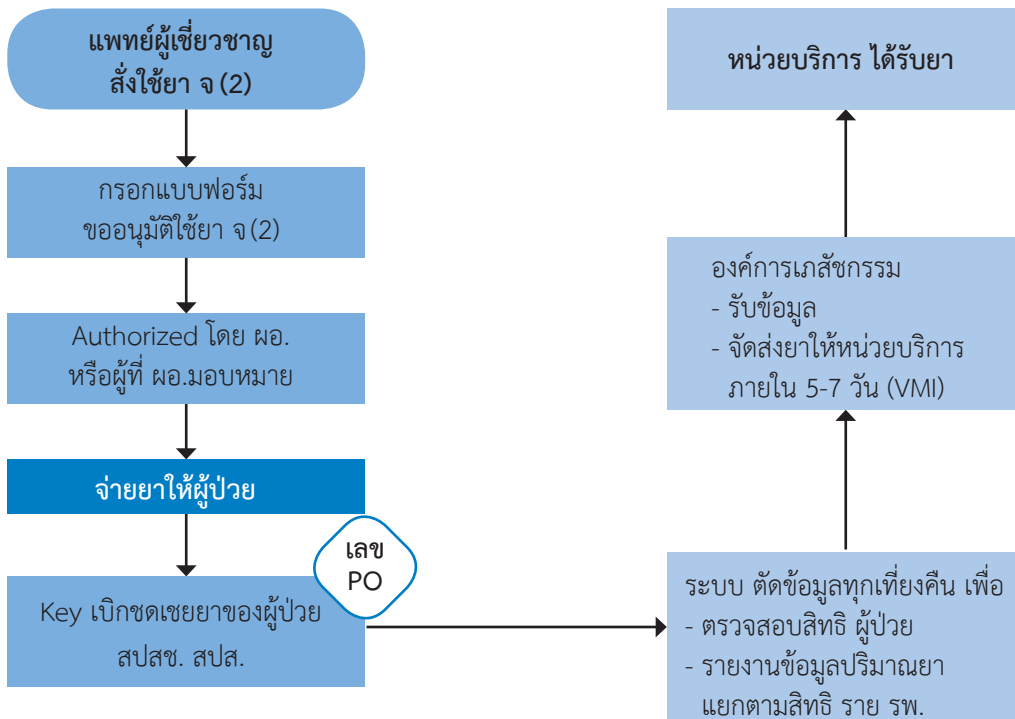 แพทย์ผู้เชี่ยวชาญ
สั่งใช้ยา จ (2)
กรอกแบบฟอร์ม
ขออนุมัติใช้ยา จ (2)
Authorized โดย ผอ.
หรือผู้ที่ ผอ.มอบหมาย
จ่ายยาให้ผู้ป่วย
เลข
PO
Key เบิกชดเชยยาของผู้ป่วย
สปสช. สปส.
ระบบ ตัดข้อมูลทุกเที่ยงคืน เพื่อ
- ตรวจสอบสิทธิ ผู้ป่วย
- รายงานข้อมูลปริมาณยา
แยกตามสิทธิ ราย รพ.
องค์การเภสัชกรรม
- รับข้อมูล
- จัดส่งยาให้หน่วยบริการ
ภายใน 5-7 วัน (VMI)
หน่วยบริการ ได้รับยา